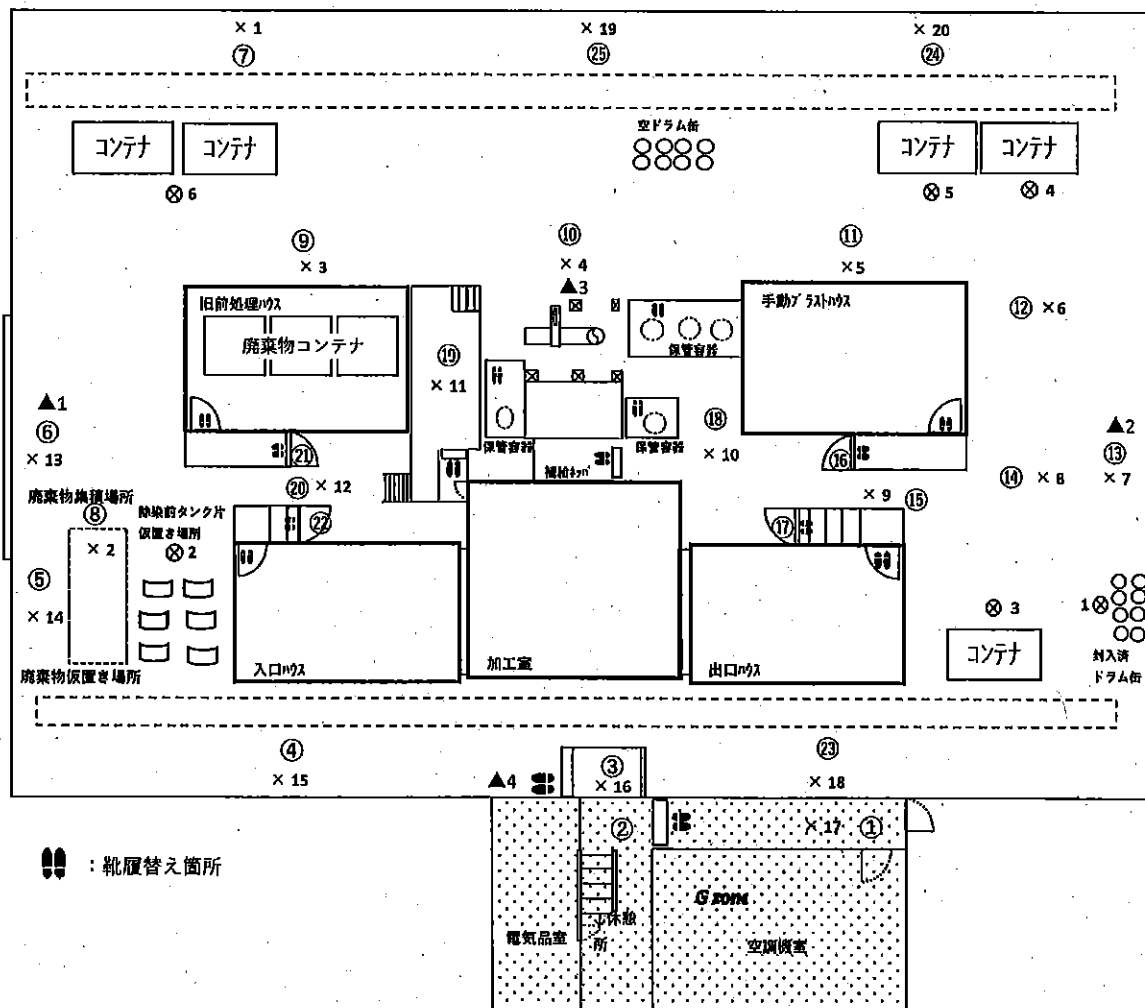 × 1
⑦
× 19
㉕
× 20
㉔
コンテナ
コンテナ
⊗ 6
空ドラム缶
コンテナ
コンテナ
⊗ 5
⊗ 4
⑨
× 3
⑩
× 4
▲3
⑪
× 5
⑫ × 6
旧前処理ハウス
廃棄物コンテナ
⑲
× 11
保管容器
手動ブラストハウス
▲1
⑥
× 13
㉑
保管容器
保管容器
補給ホッパ
⑱
× 10
⑯
▲2
⑬
× 7
⑭ × 8
⑳ × 12
× 9 ⑮
廃棄物集積場所
⑧
× 2
除染前タンク片
仮置き場所
⊗ 2
㉒
⑰
⑤
× 14
廃棄物仮置き場所
入口ハウス
加工室
出口ハウス
⊗ 3
コンテナ
1 ⊗
封入済
ドラム缶
④
× 15
▲4
③
× 16
㉓
× 18
②
× 17 ①
：靴履替え箇所
G zone
電気品室
休憩
所
空調機室